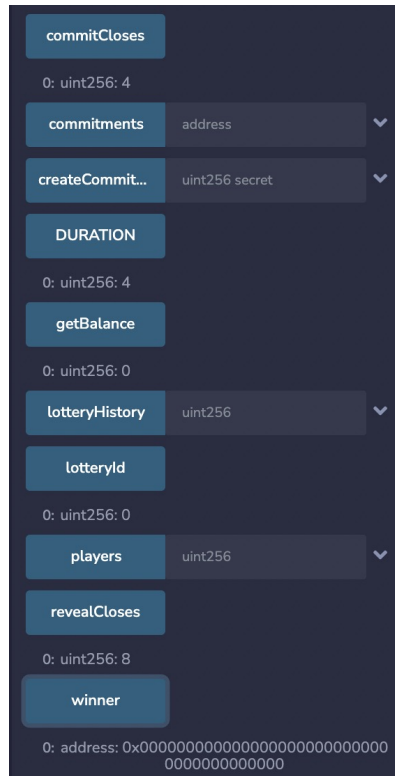 commitCloses
0: uint256: 4
commitments address
createCommit... uint256 secret
DURATION
0: uint256: 4
getBalance
0: uint256: 0
lotteryHistory uint256
lotteryId
0: uint256: 0
players uint256
revealCloses
0: uint256: 8
winner
0: address: 0x000000000000000000000000000
0000000000000